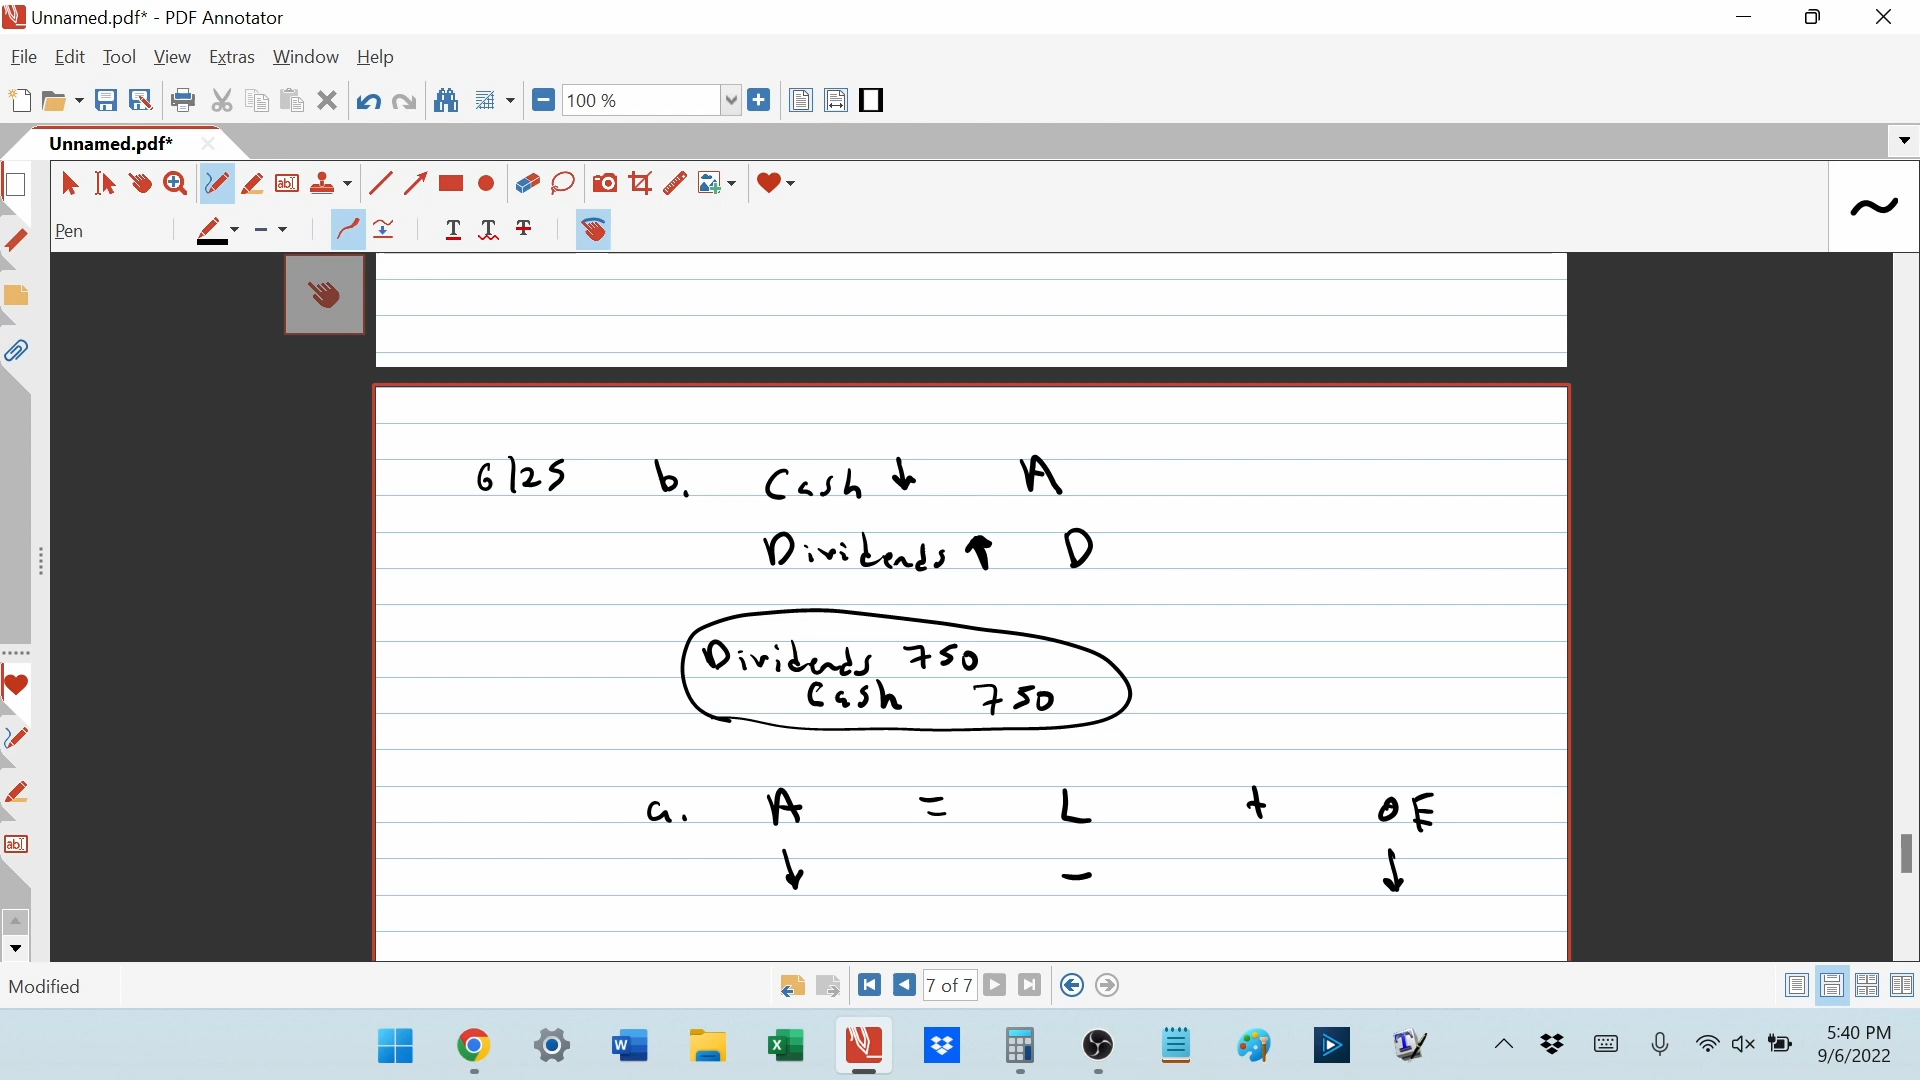 Unnamed.pdf* - PDF Annotator
File Edit Tool View Extras Window Help
100 %
Unnamed.pdf*
Pen
6/25 b. Cash ↓ A
Dividends ↑ D
Dividends 750
Cash 750
a. A = L + OE
↓ - ↓
Modified
7 of 7
5:40 PM
9/6/2022